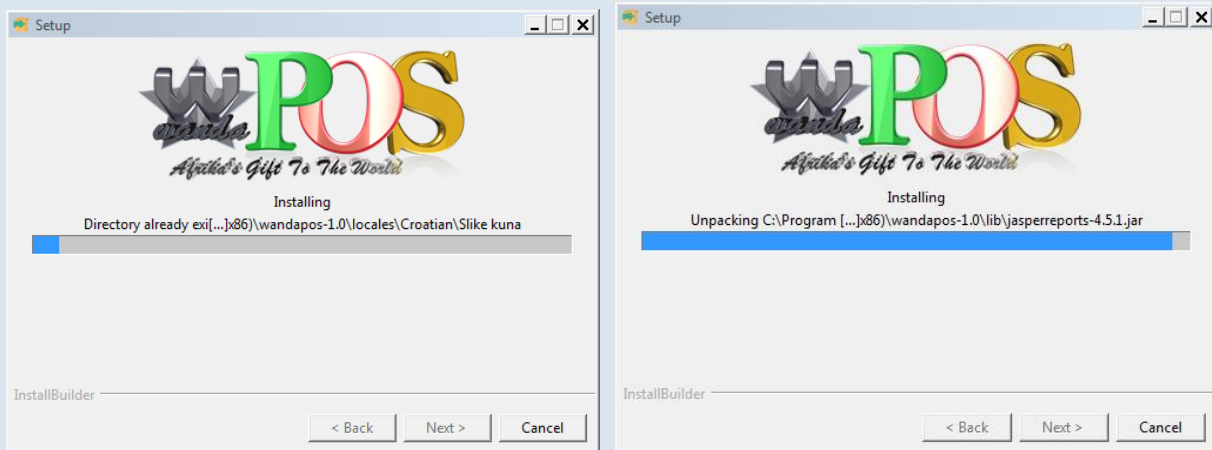 Setup
W POS
wanda
Afrika's Gift To The World
Installing
Directory already exi[...]x86)\wandapos-1.0\locales\Croatian\Slike kuna
InstallBuilder
< Back Next > Cancel
Setup
W POS
wanda
Afrika's Gift To The World
Installing
Unpacking C:\Program [...]x86)\wandapos-1.0\lib\jasperreports-4.5.1.jar
InstallBuilder
< Back Next > Cancel